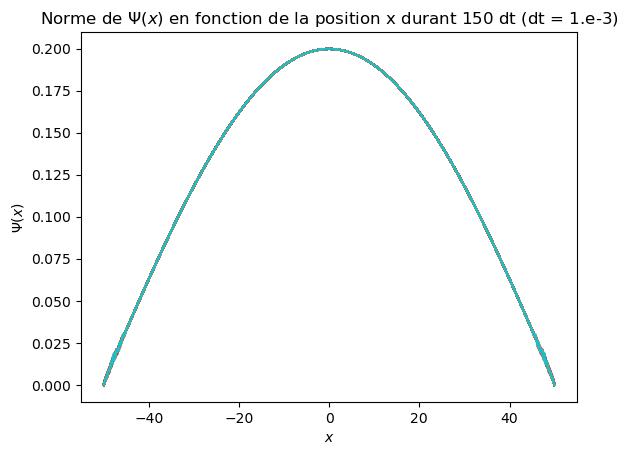 Norme de Ψ(x) en fonction de la position x durant 150 dt (dt = 1.e-3)
0.200
0.175
0.150
0.125
0.100
0.075
0.050
0.025
0.000
Ψ(x)
−40 −20 0 20 40
x